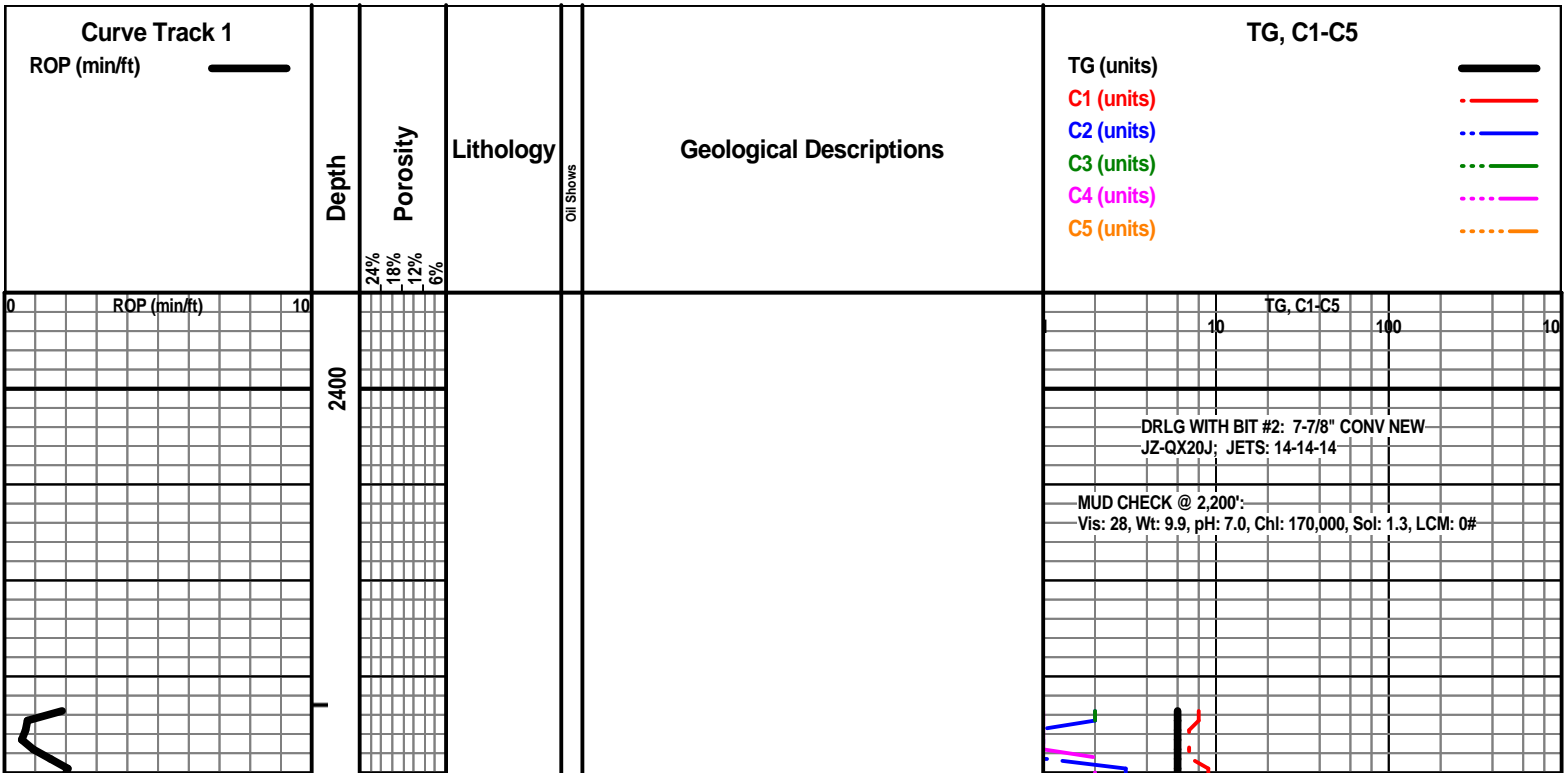 Curve Track 1
ROP (min/ft)
Depth
Porosity
24%
18%
12%
6%
Lithology
Oil Shows
Geological Descriptions
TG, C1-C5
TG (units)
C1 (units)
C2 (units)
C3 (units)
C4 (units)
C5 (units)
0 ROP (min/ft) 10
2400
TG, C1-C5
1 10 100 10
DRLG WITH BIT #2: 7-7/8" CONV NEW
JZ-QX20J; JETS: 14-14-14
MUD CHECK @ 2,200':
Vis: 28, Wt: 9.9, pH: 7.0, Chl: 170,000, Sol: 1.3, LCM: 0#